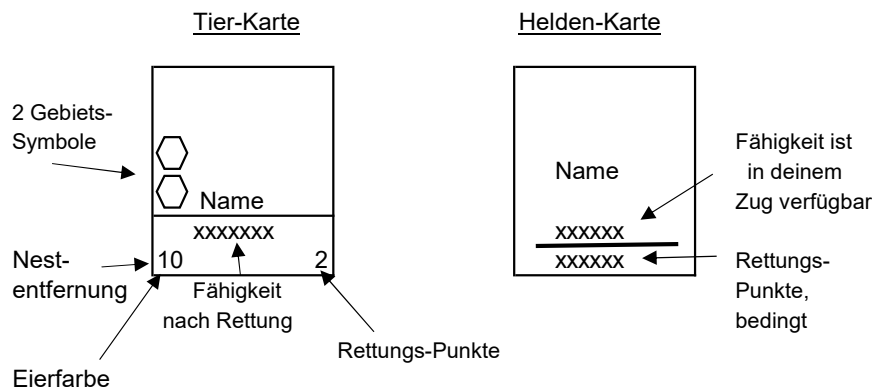 Tier-Karte
2 Gebiets-
Symbole
Name
xxxxxxx
10
2
Nest-
entfernung
Fähigkeit
nach Rettung
Rettungs-Punkte
Eierfarbe
Helden-Karte
Name
Fähigkeit ist
in deinem
Zug verfügbar
xxxxxx
xxxxxx
Rettungs-
Punkte,
bedingt